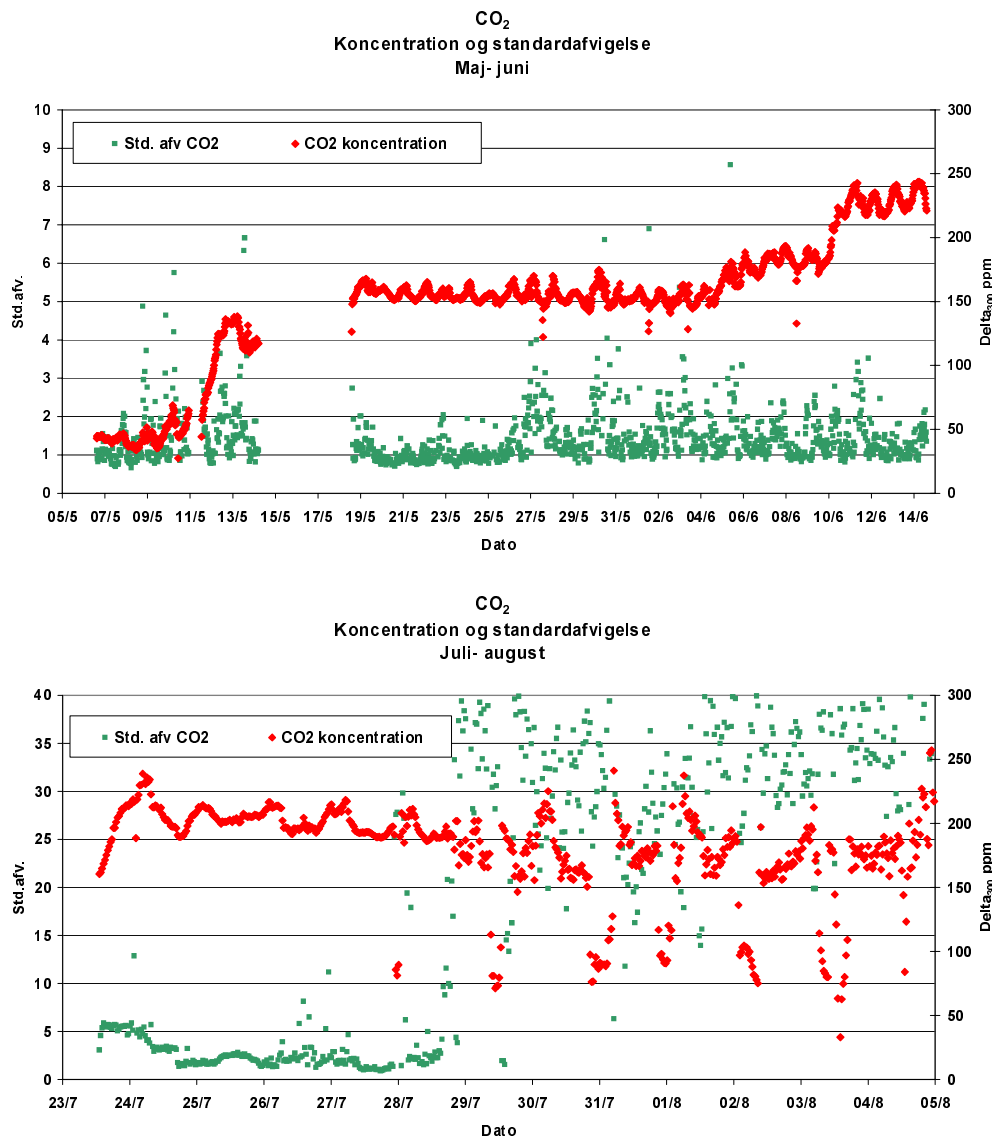 CO2
Koncentration og standardafvigelse
Maj- juni
10
9
8
7
6
5
4
3
2
1
0
Std.afv.
Std. afv CO2
CO2 koncentration
300
250
200
150
100
50
0
Delta300 ppm
05/5 07/5 09/5 11/5 13/5 15/5 17/5 19/5 21/5 23/5 25/5 27/5 29/5 31/5 02/6 04/6 06/6 08/6 10/6 12/6 14/6
Dato
CO2
Koncentration og standardafvigelse
Juli- august
40
35
30
25
20
15
10
5
0
Std.afv.
Std. afv CO2
CO2 koncentration
300
250
200
150
100
50
0
Delta300 ppm
23/7 24/7 25/7 26/7 27/7 28/7 29/7 30/7 31/7 01/8 02/8 03/8 04/8 05/8
Dato